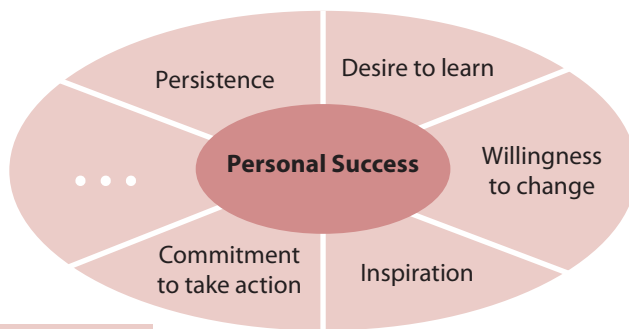 Persistence
Desire to learn
Personal Success
Willingness
to change
...
Commitment
to take action
Inspiration